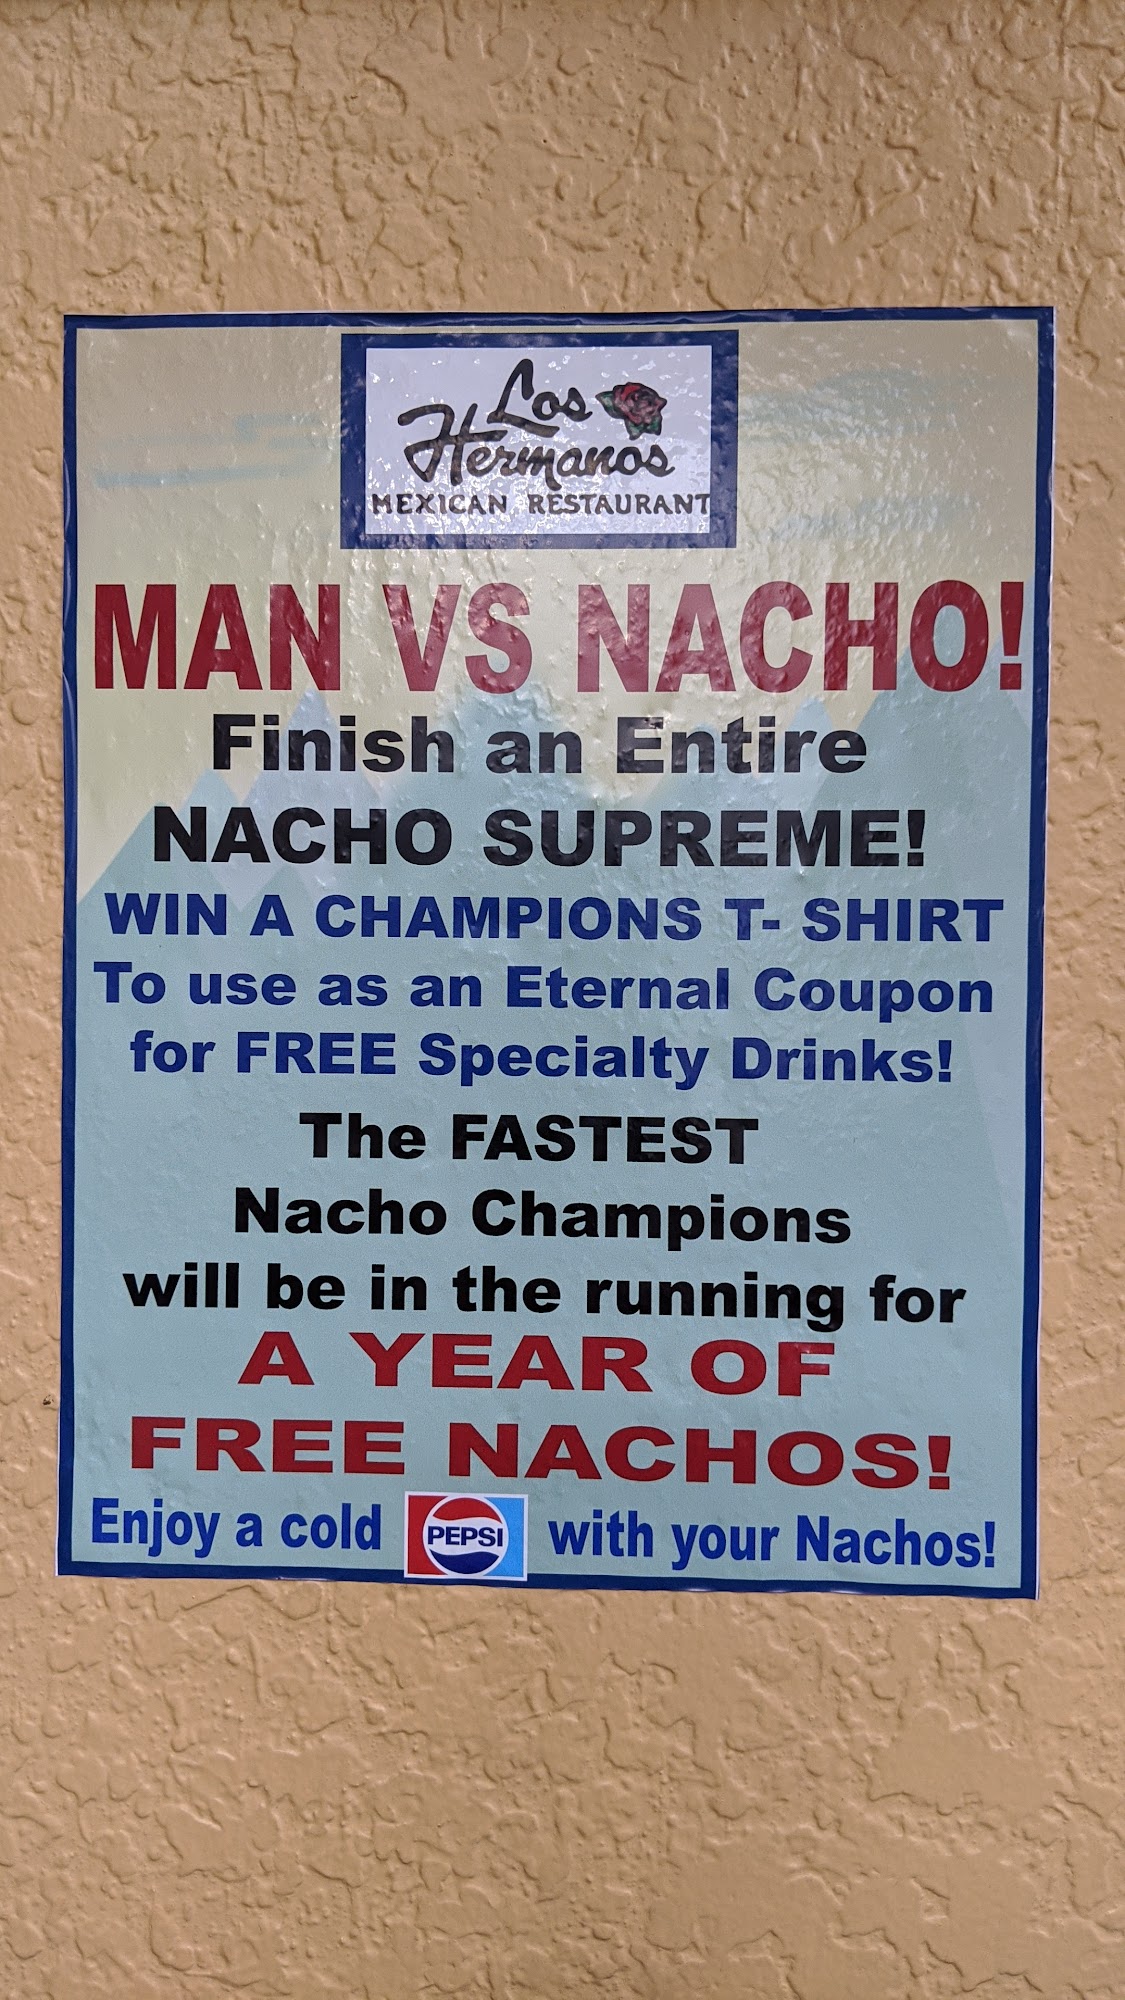 Los
Hermanos
MEXICAN RESTAURANT
MAN VS NACHO!
Finish an Entire
NACHO SUPREME!
WIN A CHAMPIONS T- SHIRT
To use as an Eternal Coupon
for FREE Specialty Drinks!
The FASTEST
Nacho Champions
will be in the running for
A YEAR OF
FREE NACHOS!
Enjoy a cold PEPSI with your Nachos!